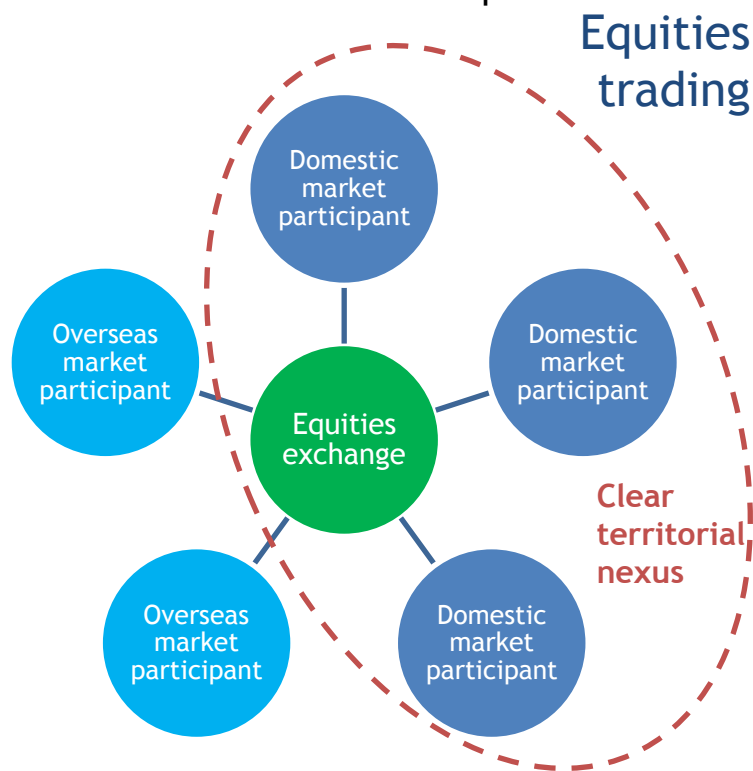 Equities
trading
Domestic
market
participant
Overseas
market
participant
Domestic
market
participant
Equities
exchange
Clear
territorial
nexus
Overseas
market
participant
Domestic
market
participant